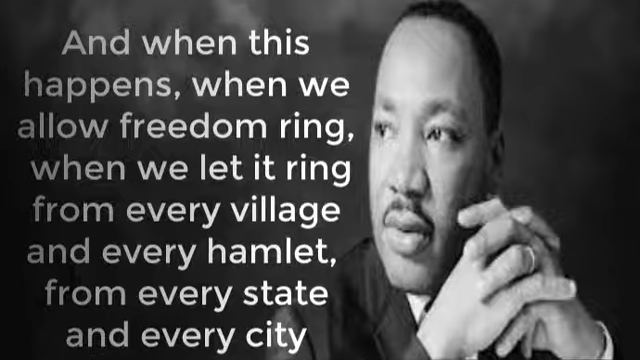 And when this
happens, when we
allow freedom ring,
when we let it ring
from every village
and every hamlet,
from every state
and every city